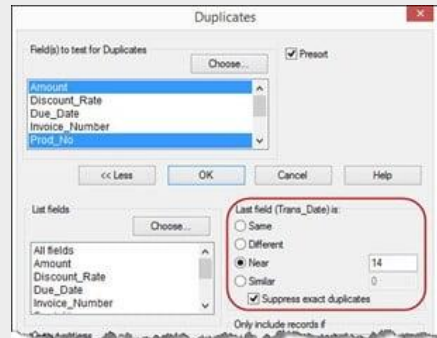 Duplicates
Field(s) to test for Duplicates
Choose...
Presort
Amount
Discount_Rate
Due_Date
Invoice_Number
Prod_No
<< Less
OK
Cancel
Help
List fields
Choose...
All fields
Amount
Discount_Rate
Due_Date
Invoice_Number
Last field (Trans_Date) is:
Same
Different
Near
14
Similar
0
Suppress exact duplicates
Only include records if